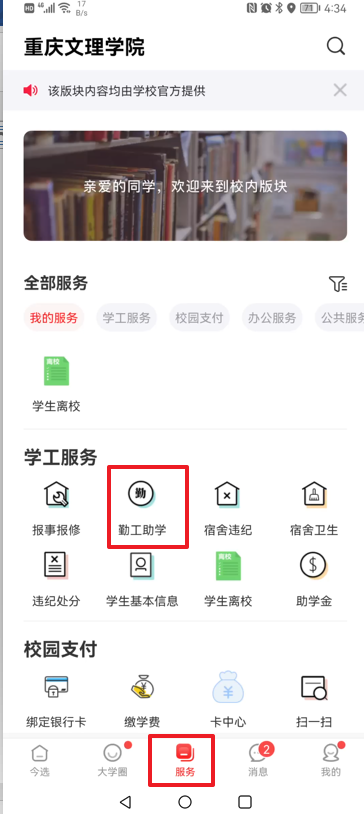 HD 4G 17 B/s 71 4:34
重庆文理学院
该版块内容均由学校官方提供
亲爱的同学，欢迎来到校内版块
全部服务
我的服务 学工服务 校园支付 办公服务 公共服务
离校
学生离校
学工服务
勤 离校
报事报修 勤工助学 宿舍违纪 宿舍卫生
违纪处分 学生基本信息 学生离校 助学金
校园支付
绑定银行卡 缴学费 卡中心 扫一扫
2
今选 大学圈 服务 消息 我的